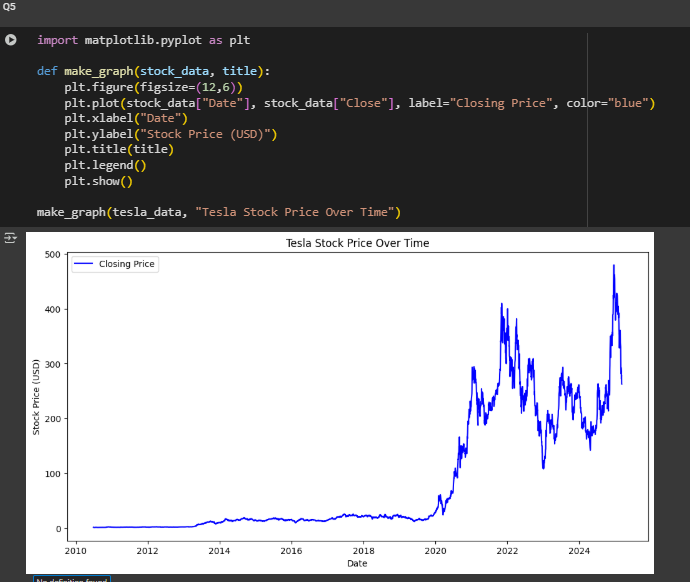 Q5
import matplotlib.pyplot as plt
def make_graph(stock_data, title):
    plt.figure(figsize=(12,6))
    plt.plot(stock_data["Date"], stock_data["Close"], label="Closing Price", color="blue")
    plt.xlabel("Date")
    plt.ylabel("Stock Price (USD)")
    plt.title(title)
    plt.legend()
    plt.show()
make_graph(tesla_data, "Tesla Stock Price Over Time")
Tesla Stock Price Over Time
Closing Price
Stock Price (USD)
500
400
300
200
100
0
2010 2012 2014 2016 2018 2020 2022 2024
Date
No definition found